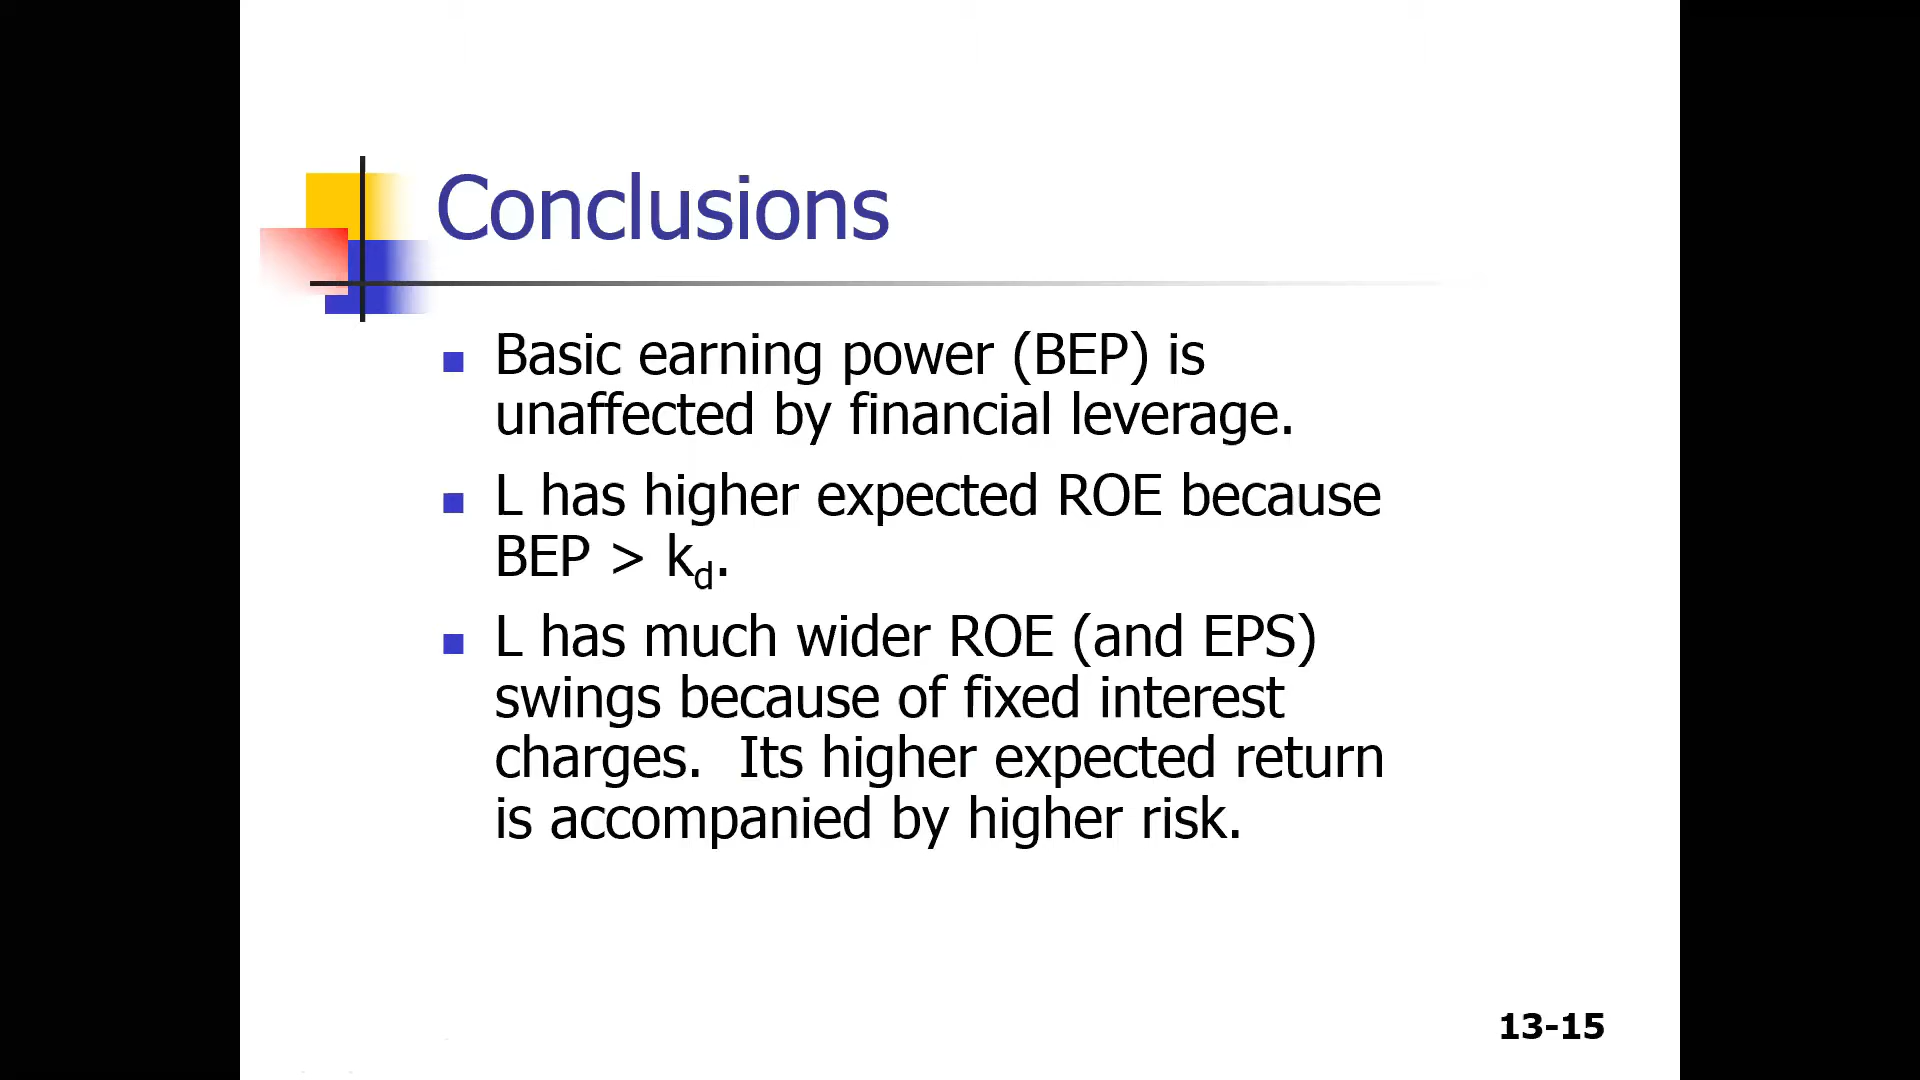 Conclusions
Basic earning power (BEP) is
unaffected by financial leverage.
L has higher expected ROE because
BEP > kd.
L has much wider ROE (and EPS)
swings because of fixed interest
charges.  Its higher expected return
is accompanied by higher risk.
13-15